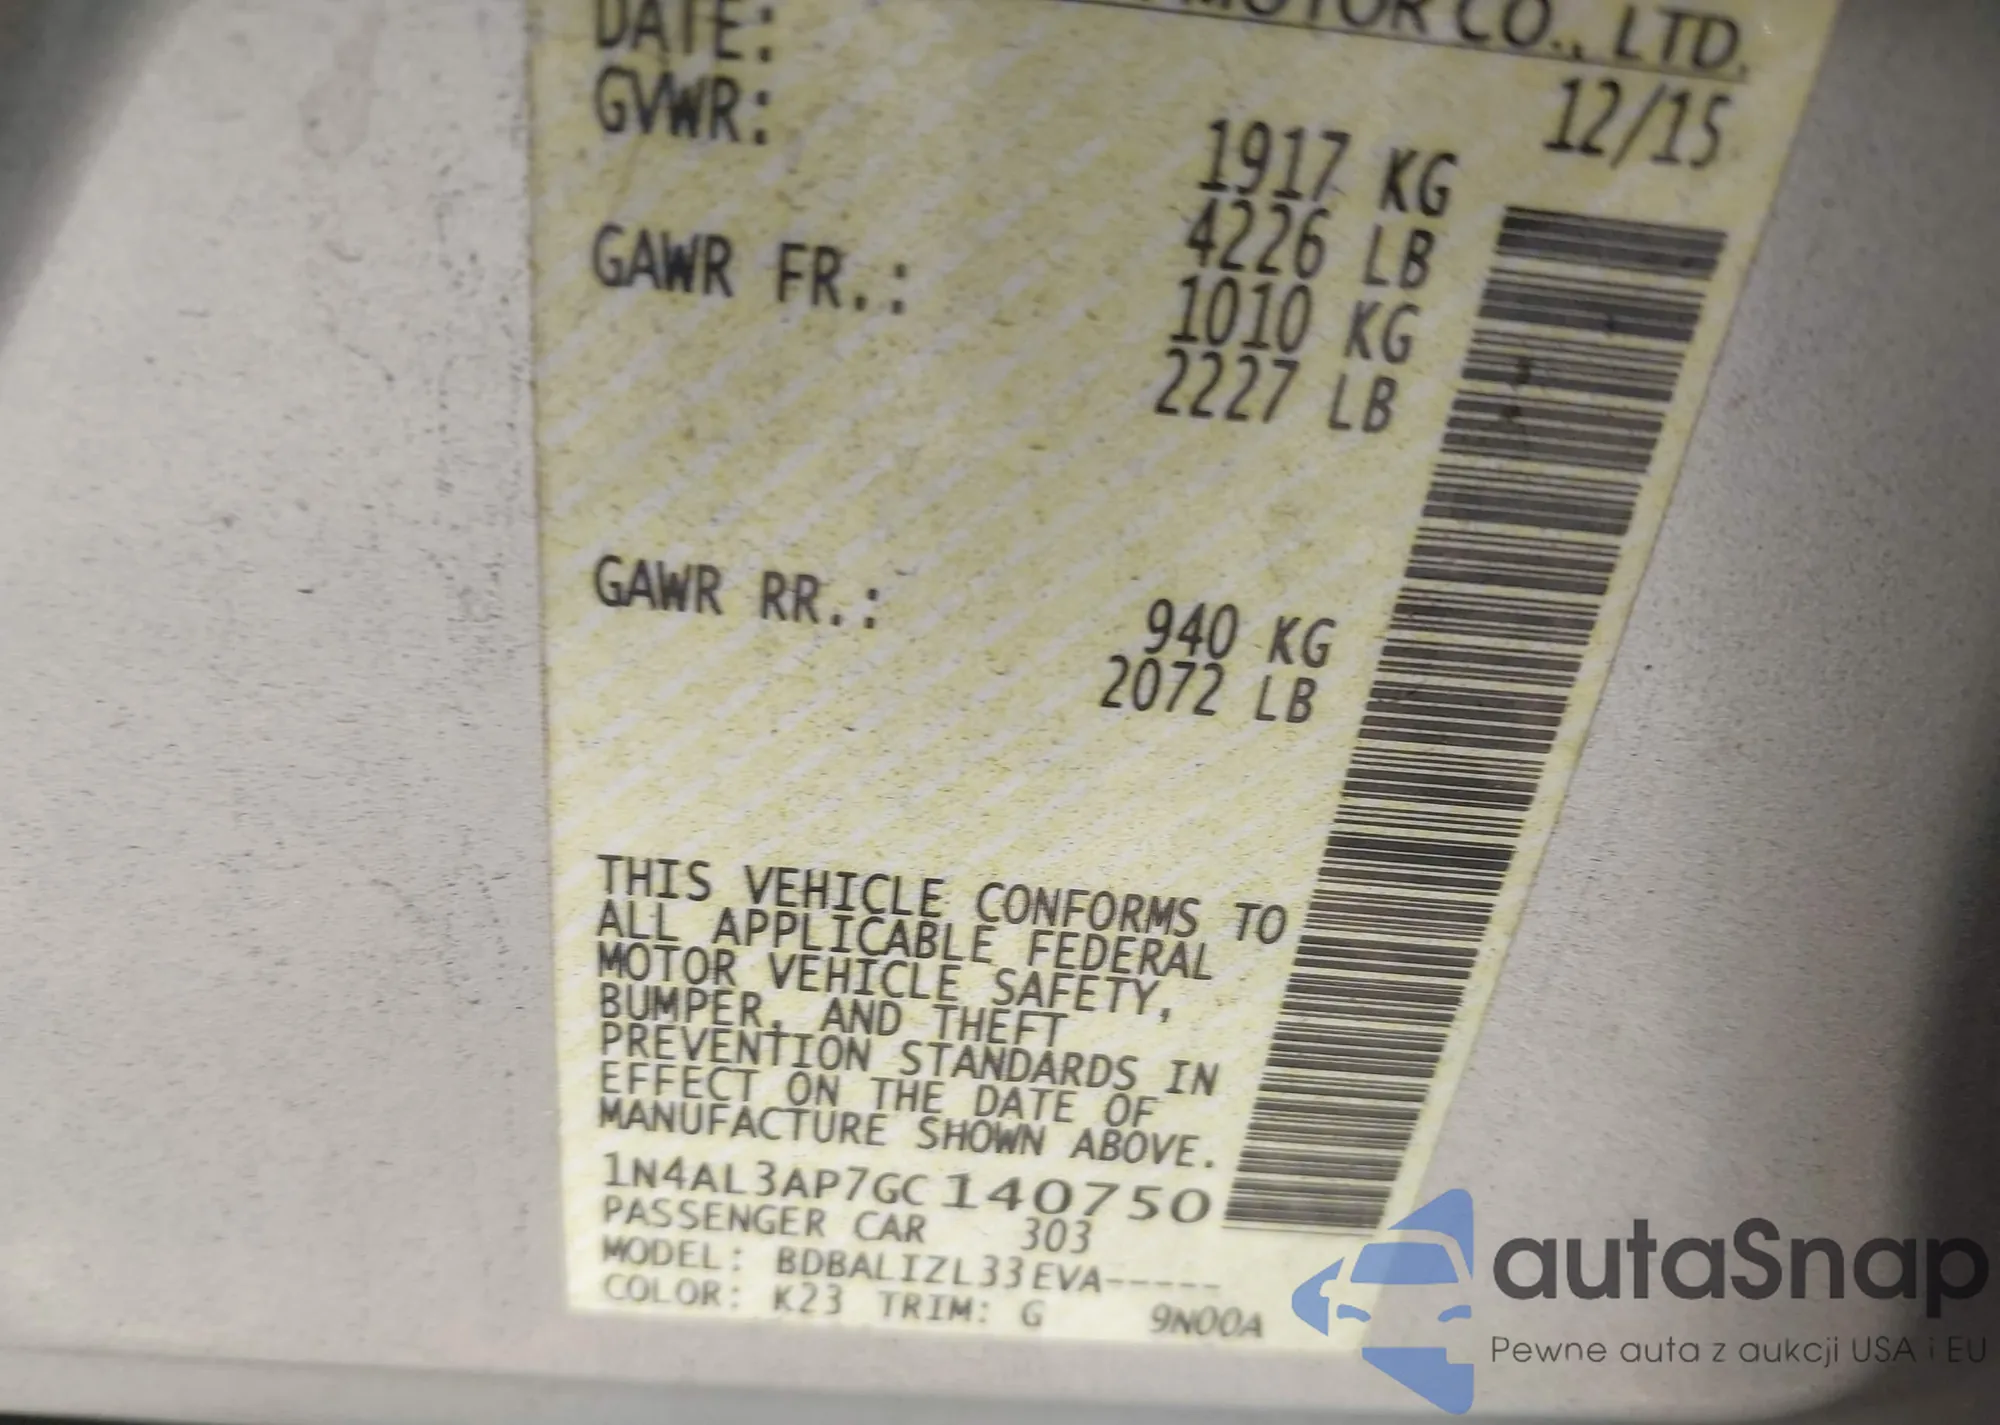 MOTOR CO., LTD.
DATE:
12/15
GVWR:
1917 KG
4226 LB
GAWR FR.:
1010 KG
2227 LB
GAWR RR.:
940 KG
2072 LB
THIS VEHICLE CONFORMS TO
ALL APPLICABLE FEDERAL
MOTOR VEHICLE SAFETY,
BUMPER, AND THEFT
PREVENTION STANDARDS IN
EFFECT ON THE DATE OF
MANUFACTURE SHOWN ABOVE.
1N4AL3AP7GC140750
PASSENGER CAR 303
MODEL: BDBALIZL33EVA-----
COLOR: K23 TRIM: G 9N00A
autaSnap
Pewne auta z aukcji USA i EU